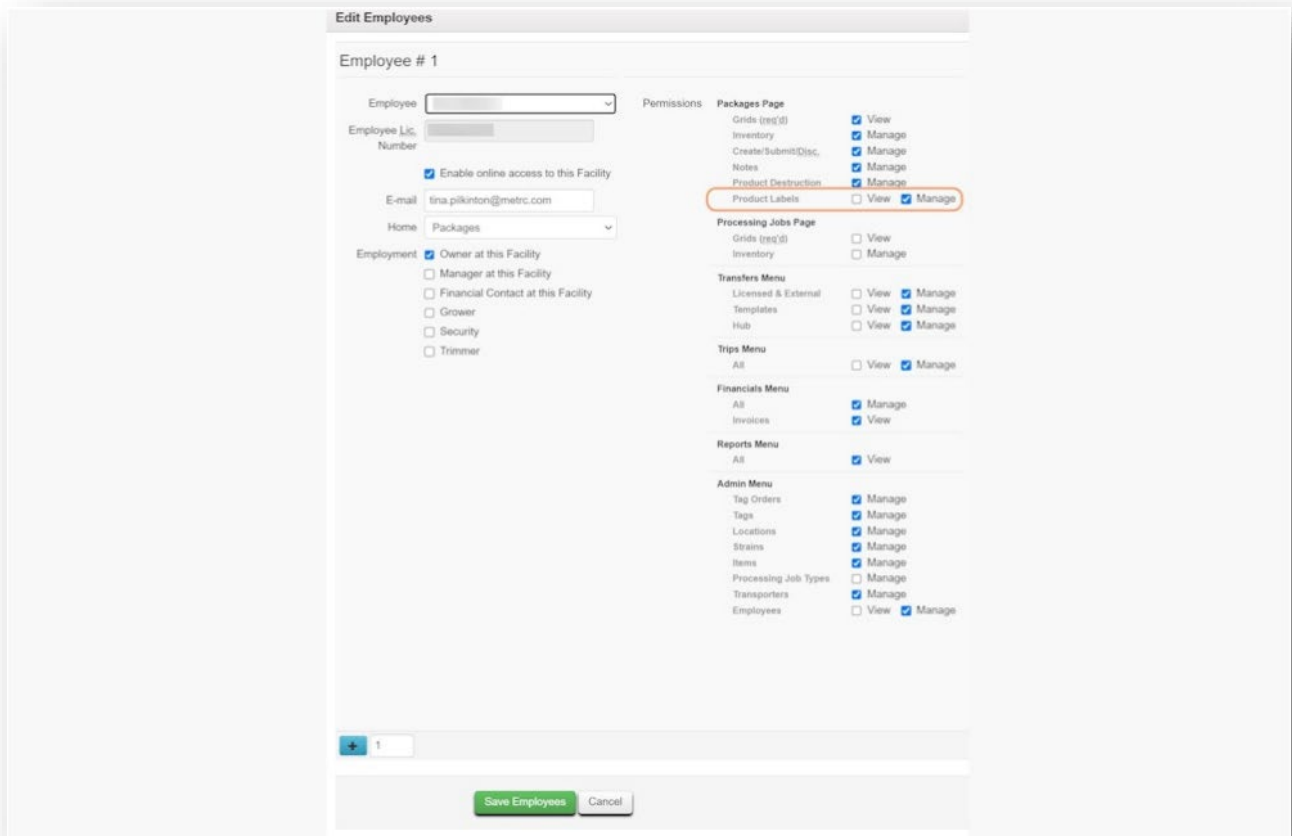 Edit Employees
Employee # 1
Employee
Employee Lic. Number
Enable online access to this Facility
E-mail tina.pilkinton@metrc.com
Home Packages
Employment Owner at this Facility
Manager at this Facility
Financial Contact at this Facility
Grower
Security
Trimmer
Permissions Packages Page
Grids (req'd) View
Inventory Manage
Create/Submit/Disc. Manage
Notes Manage
Product Destruction Manage
Product Labels View Manage
Processing Jobs Page
Grids (req'd) View
Inventory Manage
Transfers Menu
Licensed & External View Manage
Templates View Manage
Hub View Manage
Trips Menu
All View Manage
Financials Menu
All Manage
Invoices View
Reports Menu
All View
Admin Menu
Tag Orders Manage
Tags Manage
Locations Manage
Strains Manage
Items Manage
Processing Job Types Manage
Transporters Manage
Employees View Manage
+ 1
Save Employees Cancel